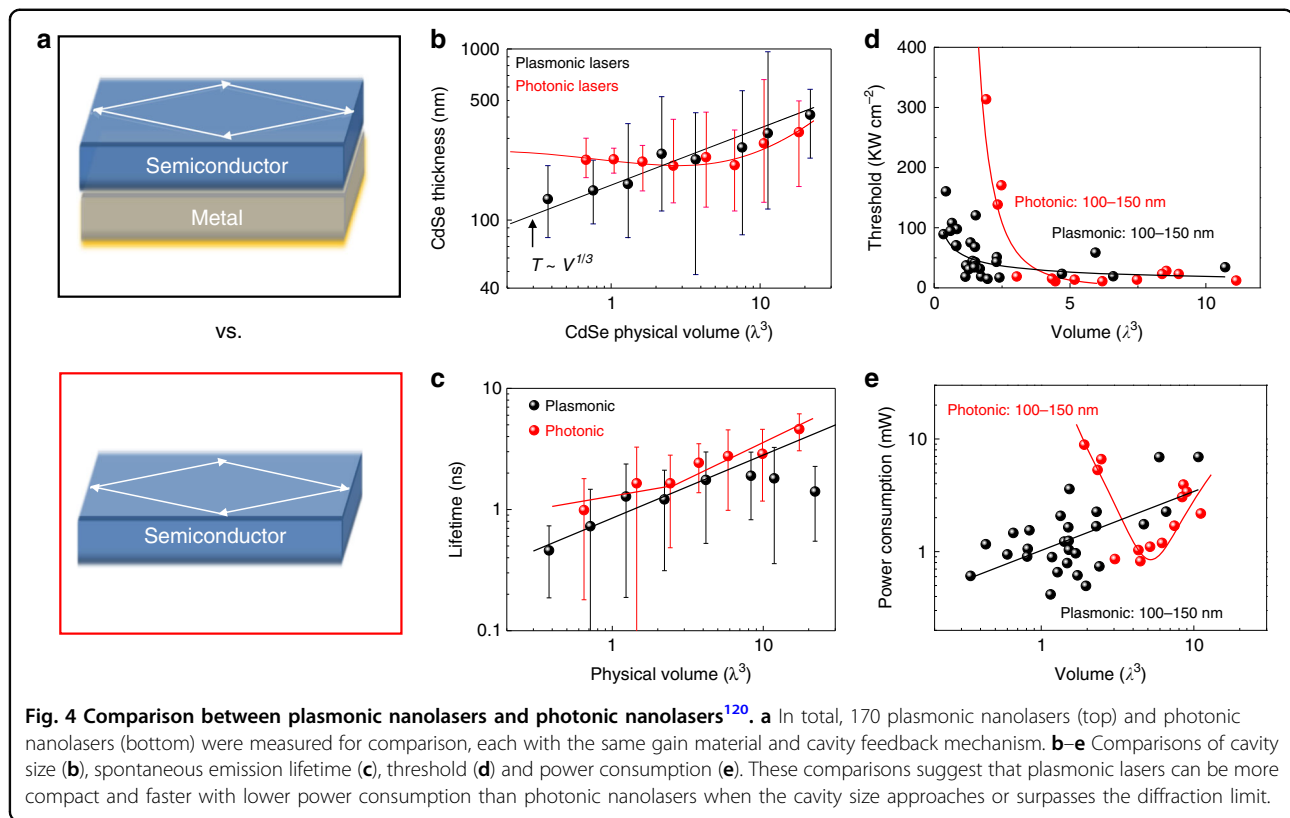 a
Semiconductor
Metal
vs.
Semiconductor
b
1000
500
100
40
CdSe thickness (nm)
Plasmonic lasers
Photonic lasers
T ~ V^1/3
1
10
CdSe physical volume (λ³)
c
10
1
0.1
Lifetime (ns)
Plasmonic
Photonic
1
10
Physical volume (λ³)
d
400
300
200
100
50
0
Threshold (KW cm⁻²)
Photonic: 100–150 nm
Plasmonic: 100–150 nm
0
5
10
Volume (λ³)
e
10
1
Power consumption (mW)
Photonic: 100–150 nm
Plasmonic: 100–150 nm
1
10
Volume (λ³)
Fig. 4 Comparison between plasmonic nanolasers and photonic nanolasers¹²⁰. a In total, 170 plasmonic nanolasers (top) and photonic
nanolasers (bottom) were measured for comparison, each with the same gain material and cavity feedback mechanism. b–e Comparisons of cavity
size (b), spontaneous emission lifetime (c), threshold (d) and power consumption (e). These comparisons suggest that plasmonic lasers can be more
compact and faster with lower power consumption than photonic nanolasers when the cavity size approaches or surpasses the diffraction limit.